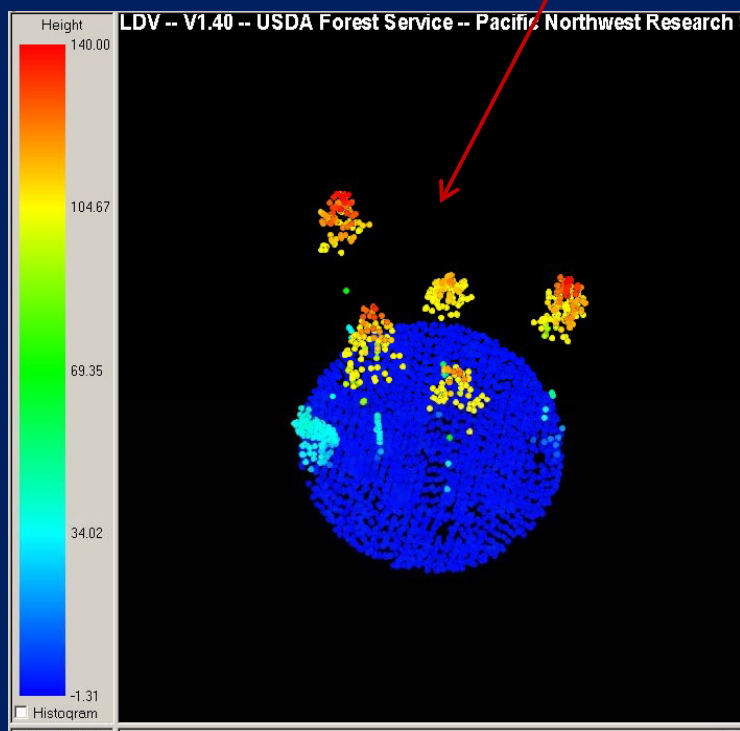 Height
LDV -- V1.40 -- USDA Forest Service -- Pacific Northwest Research
140.00
104.67
69.35
34.02
-1.31
Histogram